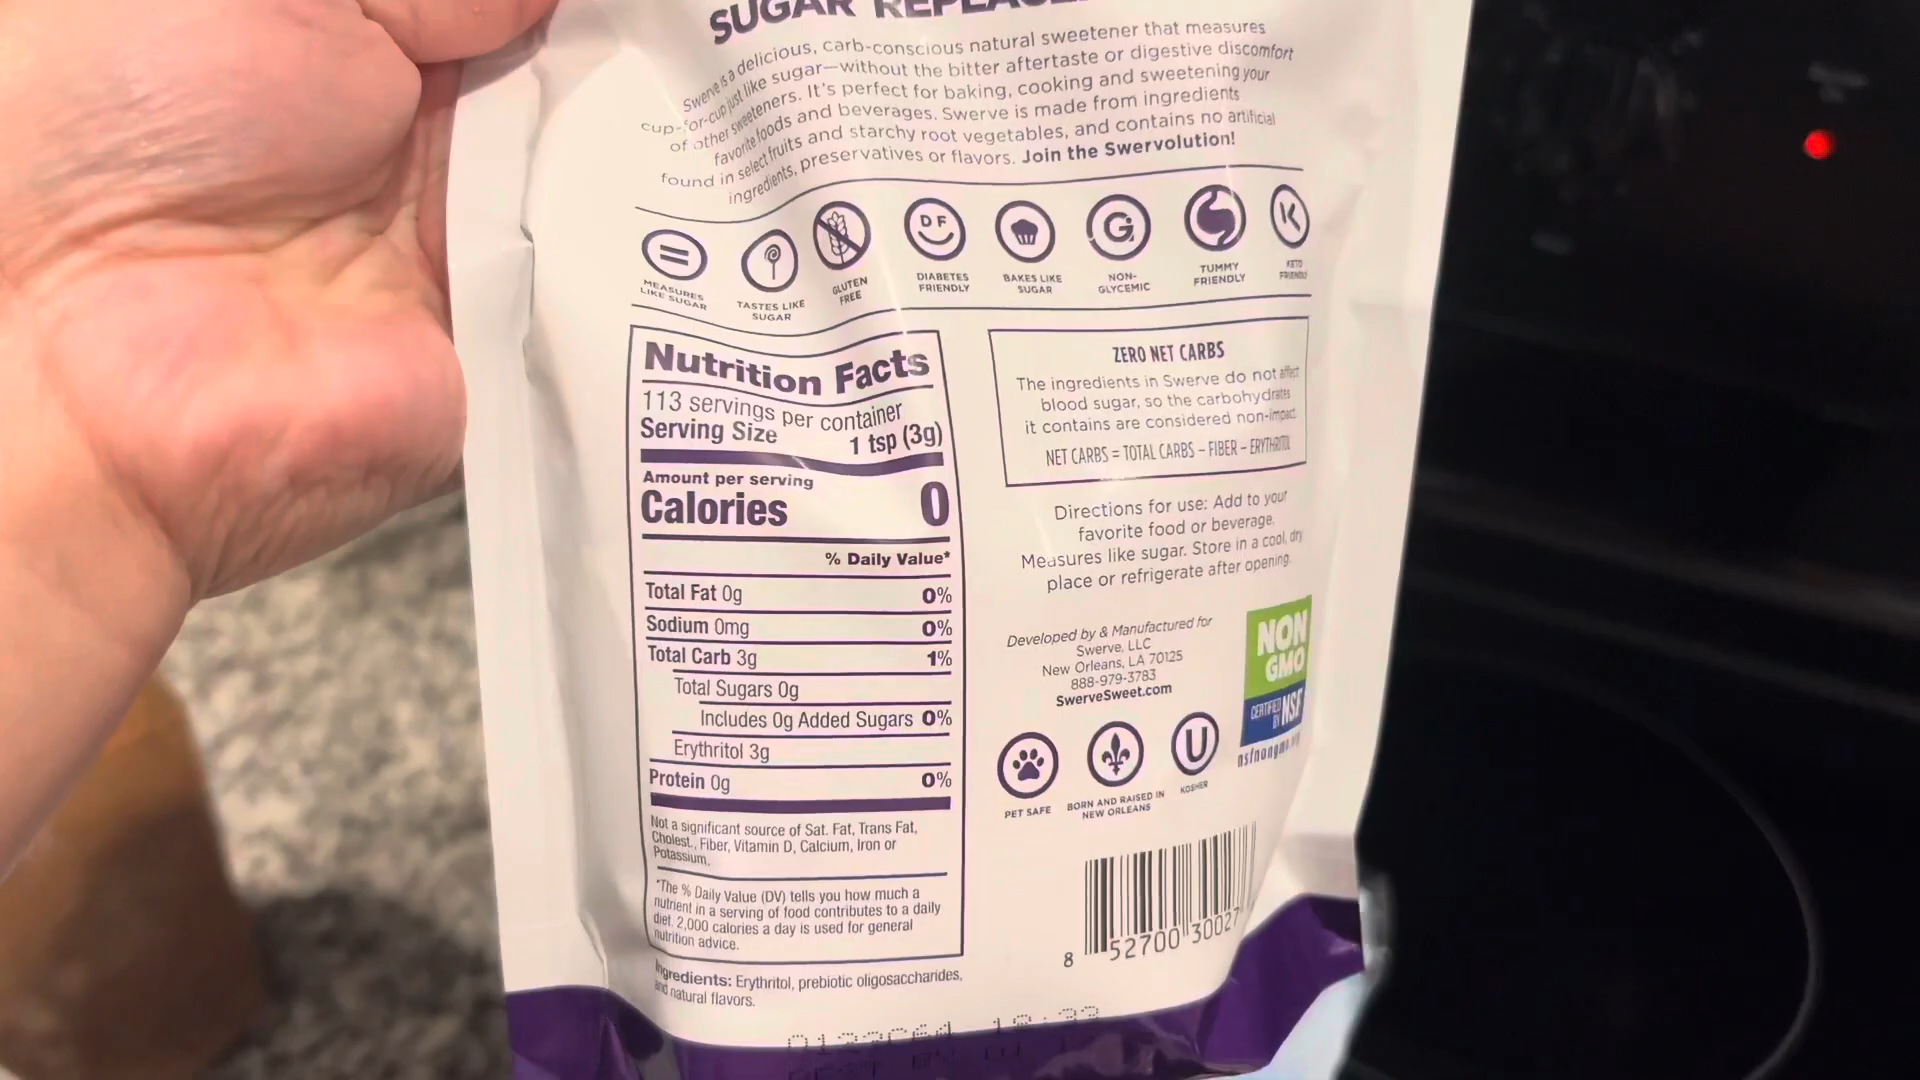 SUGAR
Swerve is a delicious, carb-conscious natural sweetener that measures
cup-for-cup just like sugar—without the bitter aftertaste or digestive discomfort
of other sweeteners. It's perfect for baking, cooking and sweetening your
favorite foods and beverages. Swerve is made from ingredients
found in select fruits and starchy root vegetables, and contains no artificial
ingredients, preservatives or flavors. Join the Swervolution!
DF
G
K
MEASURES
LIKE SUGAR
TASTES LIKE
SUGAR
GLUTEN
FREE
DIABETES
FRIENDLY
BAKES LIKE
SUGAR
NON-
GLYCEMIC
TUMMY
FRIENDLY
KETO
FRIENDLY
Nutrition Facts
113 servings per container
Serving Size 1 tsp (3g)
Amount per serving
Calories 0
% Daily Value*
Total Fat 0g 0%
Sodium 0mg 0%
Total Carb 3g 1%
Total Sugars 0g
Includes 0g Added Sugars 0%
Erythritol 3g
Protein 0g 0%
Not a significant source of Sat. Fat, Trans Fat,
Cholest., Fiber, Vitamin D, Calcium, Iron or
Potassium.
*The % Daily Value (DV) tells you how much a
nutrient in a serving of food contributes to a daily
diet. 2,000 calories a day is used for general
nutrition advice.
Ingredients: Erythritol, prebiotic oligosaccharides,
and natural flavors.
ZERO NET CARBS
The ingredients in Swerve do not affect
blood sugar, so the carbohydrates
it contains are considered non-impact
NET CARBS = TOTAL CARBS – FIBER – ERYTHRITOL
Directions for use: Add to your
favorite food or beverage.
Measures like sugar. Store in a cool, dry
place or refrigerate after opening.
Developed by & Manufactured for
Swerve, LLC
New Orleans, LA 70125
888-979-3783
SwerveSweet.com
NON
GMO
CERTIFIED
BY NSF
U
PET SAFE
BORN AND RAISED IN
NEW ORLEANS
KOSHER
8 52700 30027